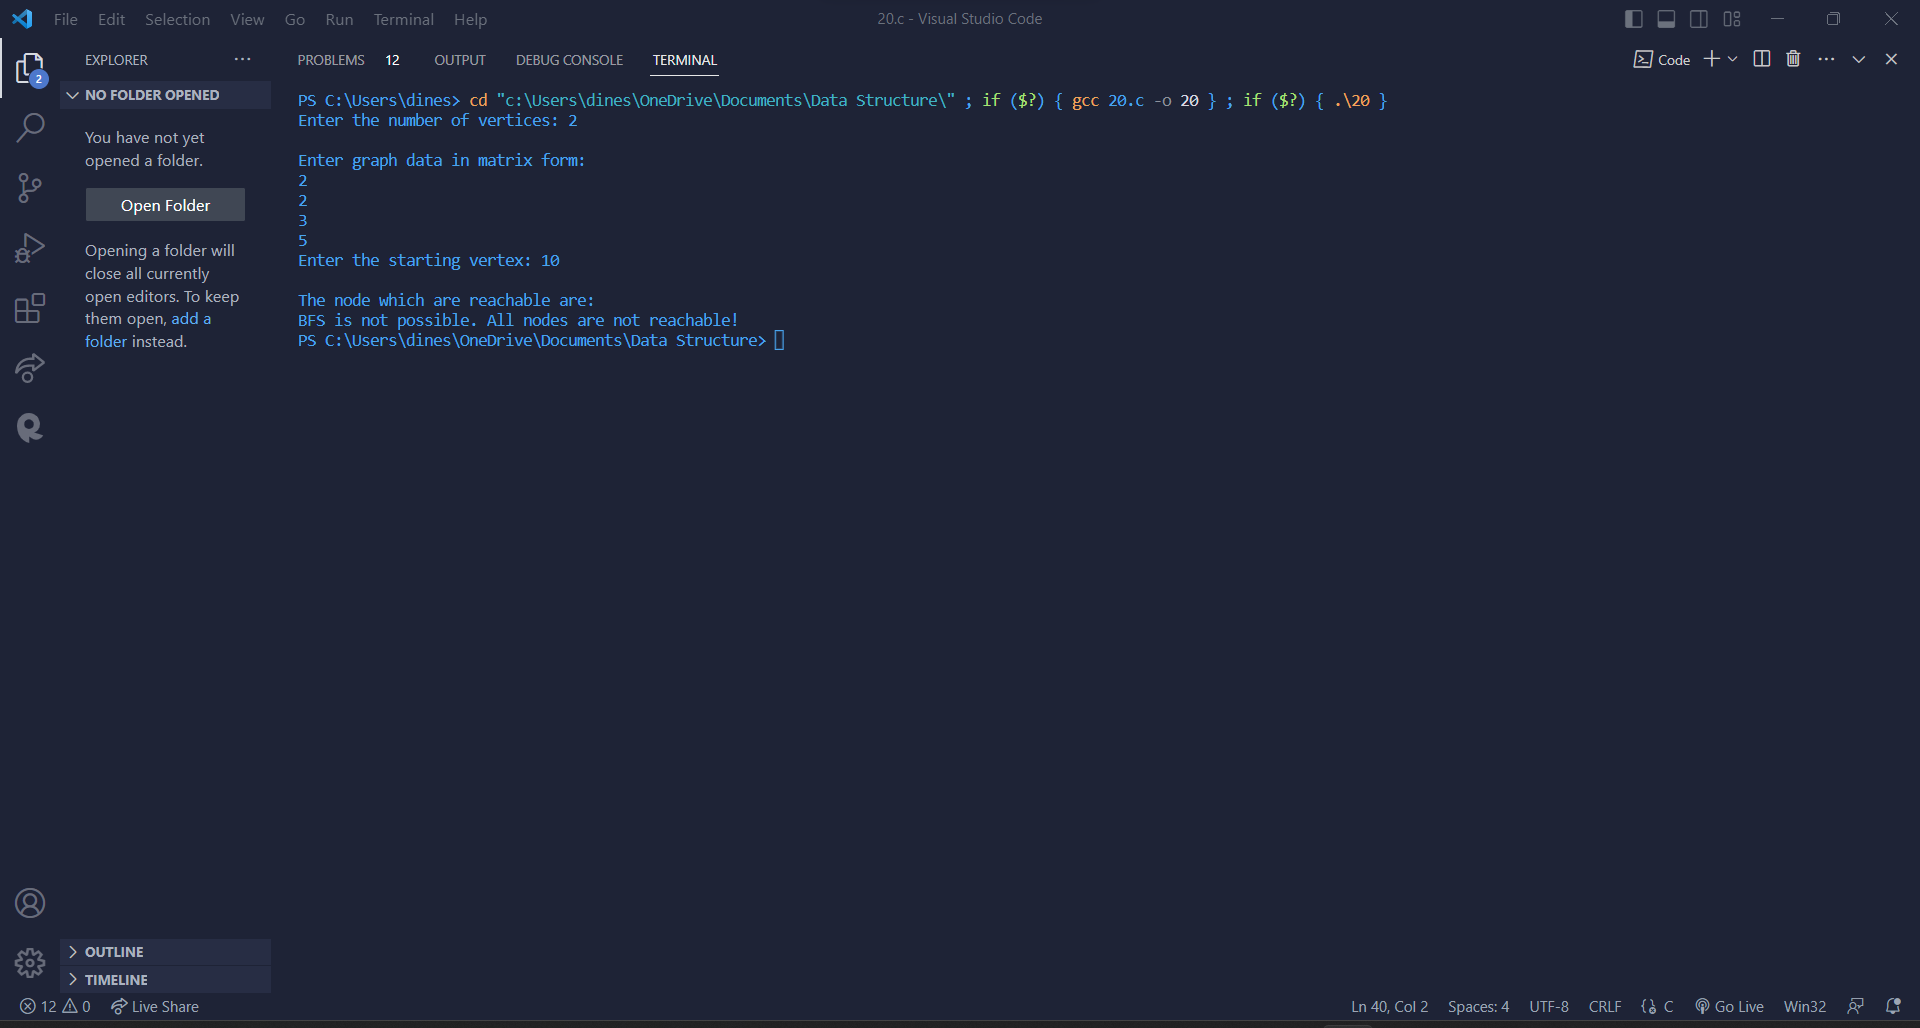 File Edit Selection View Go Run Terminal Help
20.c - Visual Studio Code
EXPLORER
NO FOLDER OPENED
You have not yet
opened a folder.
Open Folder
Opening a folder will
close all currently
open editors. To keep
them open, add a
folder instead.
2
OUTLINE
TIMELINE
PROBLEMS 12 OUTPUT DEBUG CONSOLE TERMINAL
Code
PS C:\Users\dines> cd "c:\Users\dines\OneDrive\Documents\Data Structure\" ; if ($?) { gcc 20.c -o 20 } ; if ($?) { .\20 }
Enter the number of vertices: 2
Enter graph data in matrix form:
2
2
3
5
Enter the starting vertex: 10
The node which are reachable are:
BFS is not possible. All nodes are not reachable!
PS C:\Users\dines\OneDrive\Documents\Data Structure>
12 0 Live Share
Ln 40, Col 2 Spaces: 4 UTF-8 CRLF C Go Live Win32